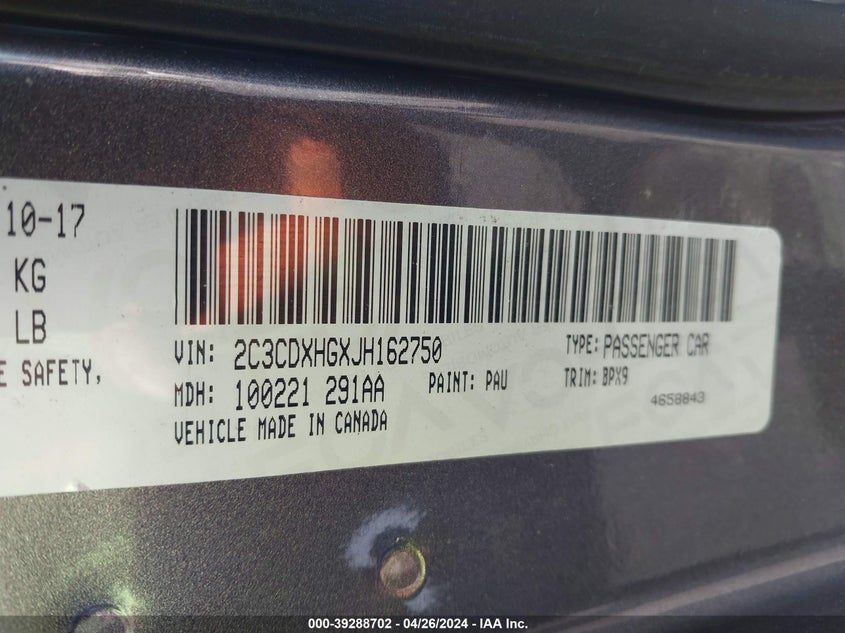 10-17
KG
LB
E SAFETY,
VIN: 2C3CDXHGXJH162750
TYPE: PASSENGER CAR
MDH: 100221 291AA
PAINT: PAU
TRIM: BPX9
VEHICLE MADE IN CANADA
4658843
000-39288702 - 04/26/2024 - IAA Inc.